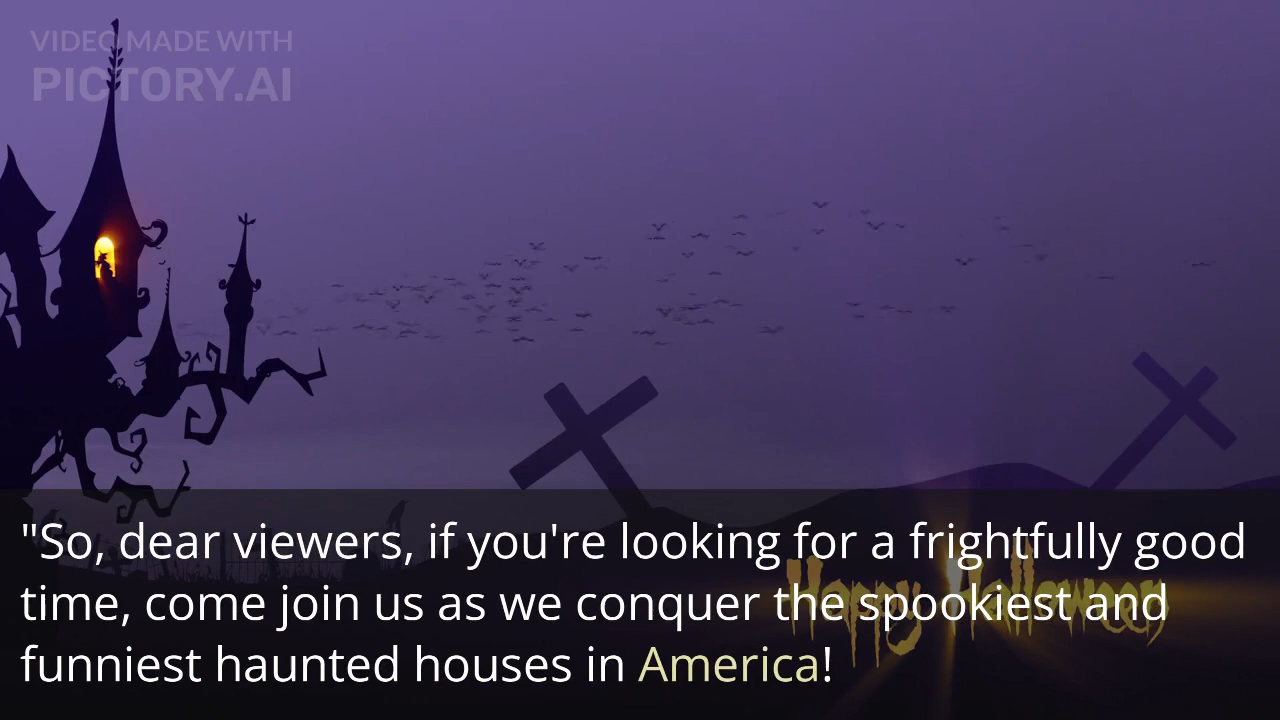 VIDEO MADE WITH
PICTORY.AI
"So, dear viewers, if you're looking for a frightfully good
time, come join us as we conquer the spookiest and
funniest haunted houses in America!
Happy Halloween